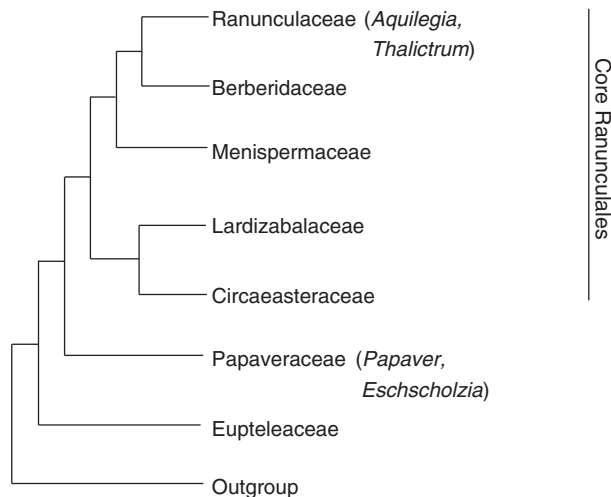 Ranunculaceae (Aquilegia,
Thalictrum)
Berberidaceae
Menispermaceae
Lardizabalaceae
Circaeasteraceae
Papaveraceae (Papaver,
Eschscholzia)
Eupteleaceae
Outgroup
Core Ranunculales